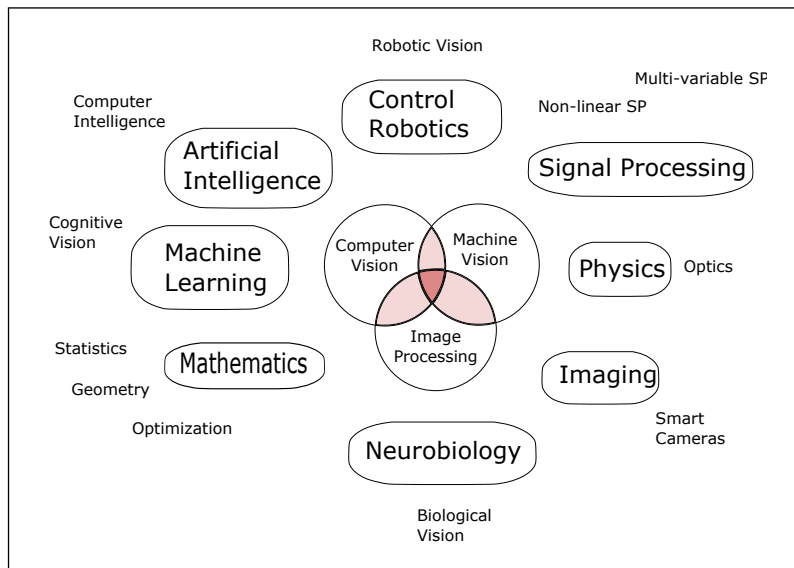 Robotic Vision
Multi-variable SP
Computer
Intelligence
Control
Robotics
Non-linear SP
Artificial
Intelligence
Signal Processing
Cognitive
Vision
Machine
Learning
Computer
Vision
Machine
Vision
Physics
Optics
Image
Processing
Statistics
Mathematics
Geometry
Imaging
Optimization
Smart
Cameras
Neurobiology
Biological
Vision